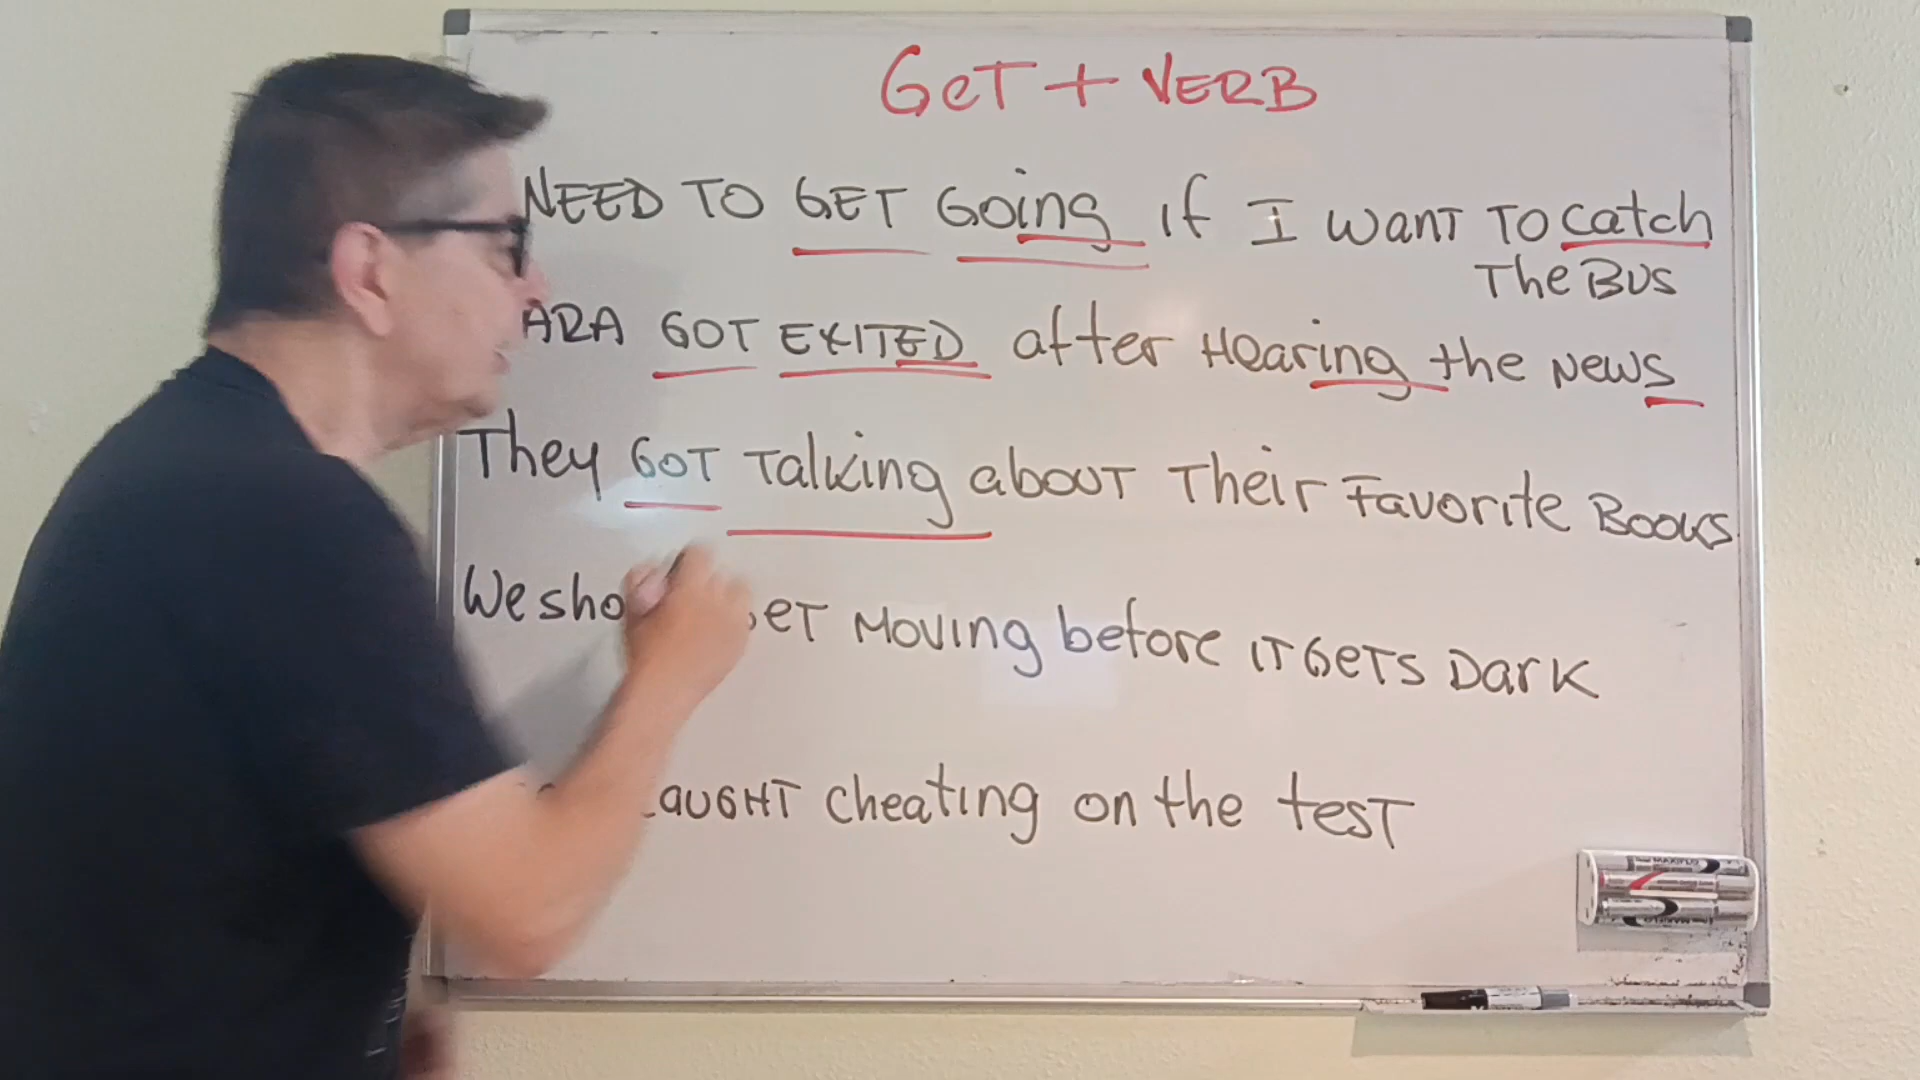 GeT + VERB
NEED TO GET Going if I want TO catch
The BUS
ARA GOT EXITED after Hearing the News
They GOT Talking about Their Favorite Books
We sho GeT Moving before IT GeTS Dark
AUGHT cheating on the test